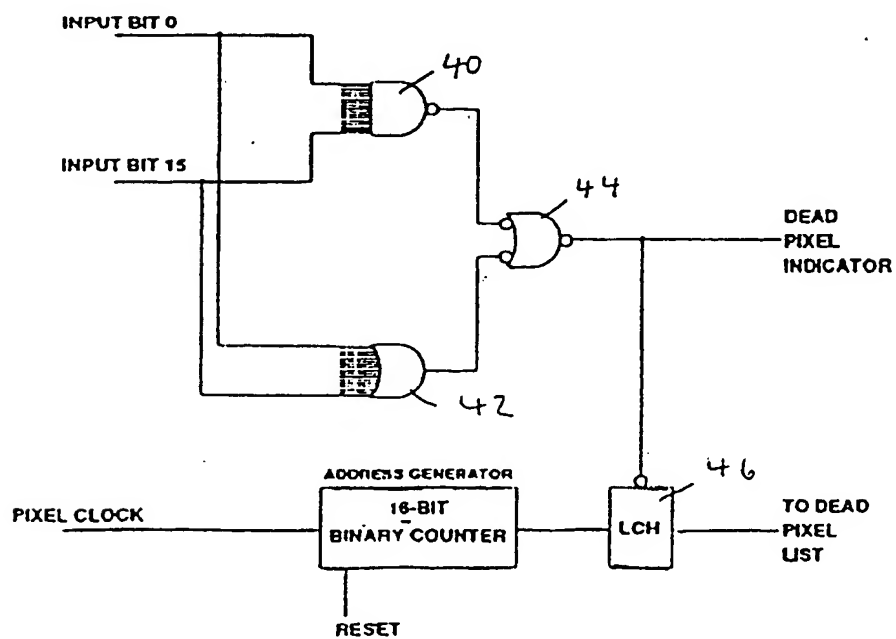 INPUT BIT 0
40
INPUT BIT 15
44
DEAD
PIXEL
INDICATOR
42
ADDRESS GENERATOR
46
PIXEL CLOCK
16-BIT
BINARY COUNTER
LCH
TO DEAD
PIXEL
LIST
RESET